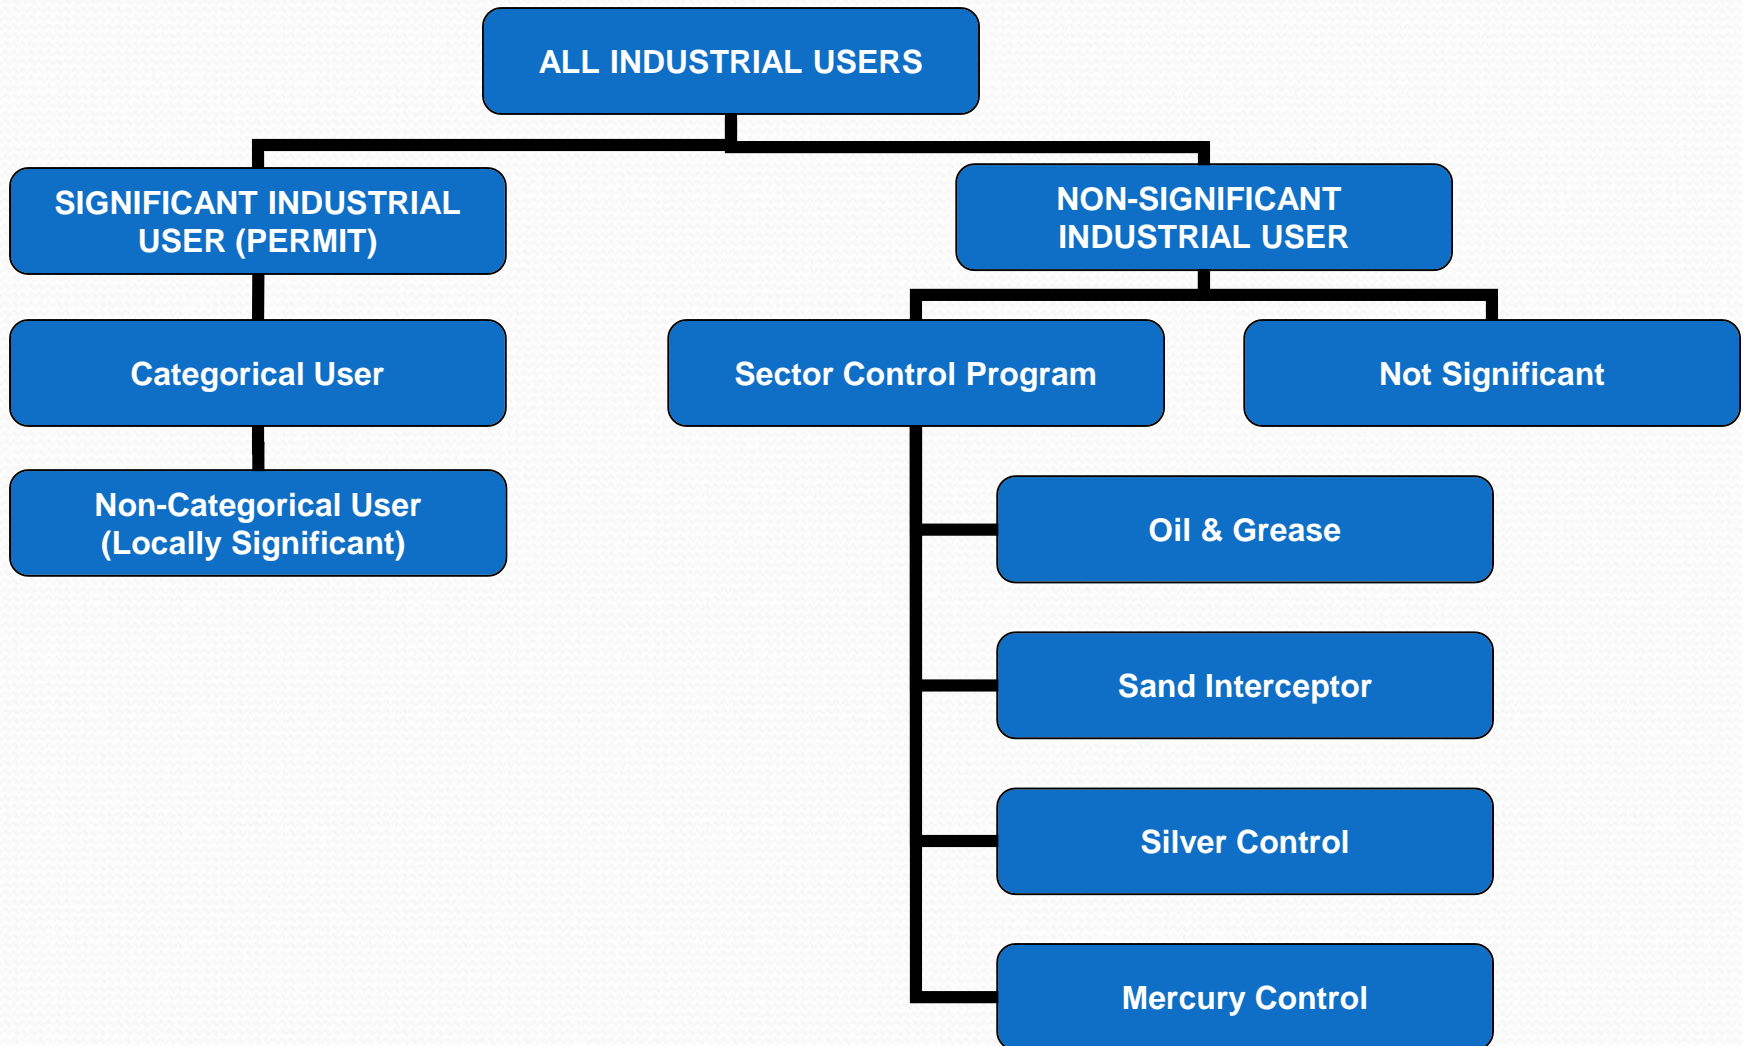 ALL INDUSTRIAL USERS
SIGNIFICANT INDUSTRIAL
USER (PERMIT)
NON-SIGNIFICANT
INDUSTRIAL USER
Categorical User
Sector Control Program
Not Significant
Non-Categorical User
(Locally Significant)
Oil & Grease
Sand Interceptor
Silver Control
Mercury Control